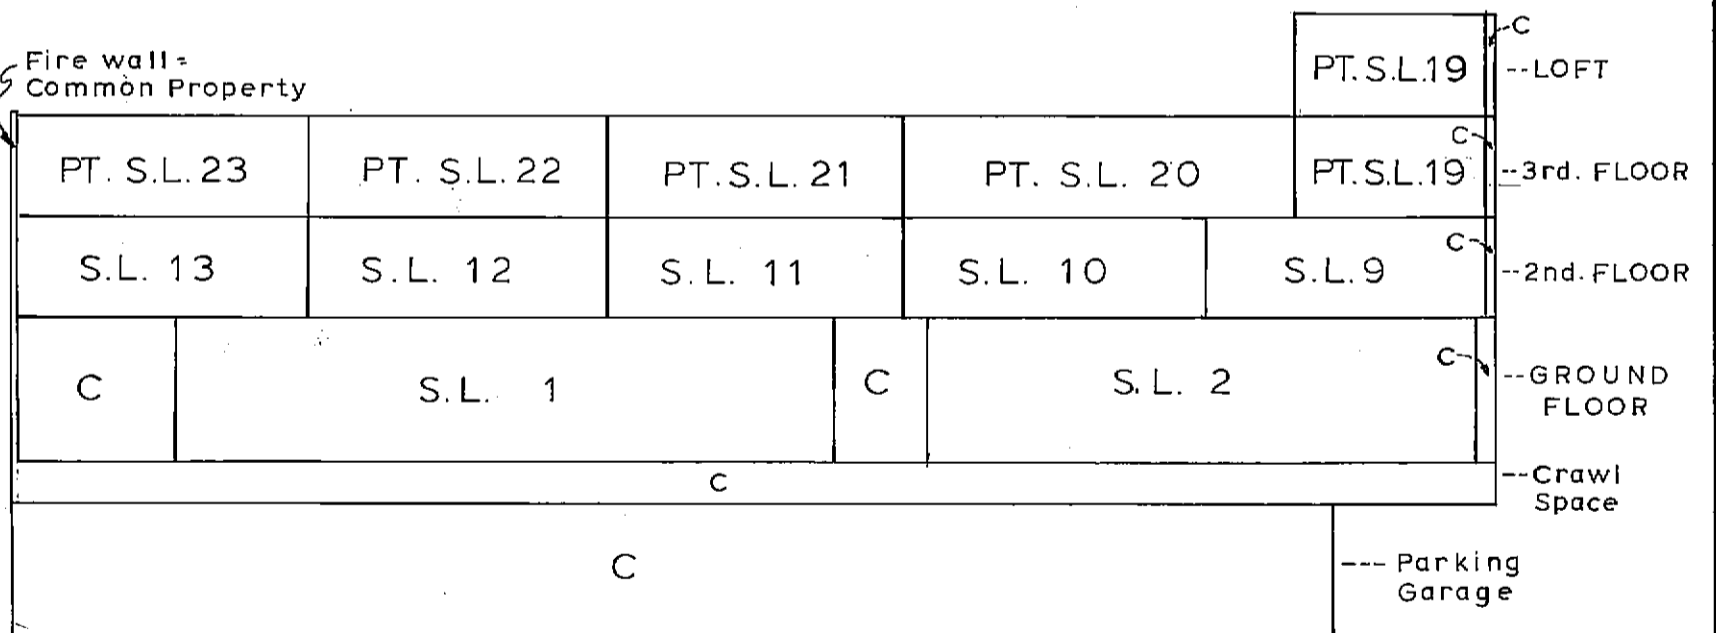 C
PT. S.L.19 --LOFT
Fire wall =
Common Property
C
PT. S.L. 23 PT. S.L. 22 PT. S.L. 21 PT. S.L. 20 PT. S.L.19 --3rd. FLOOR
C
S.L. 13 S.L. 12 S.L. 11 S.L. 10 S.L.9 --2nd. FLOOR
C
C S.L. 1 C S.L. 2 --GROUND
FLOOR
C --Crawl
Space
C --- Parking
Garage